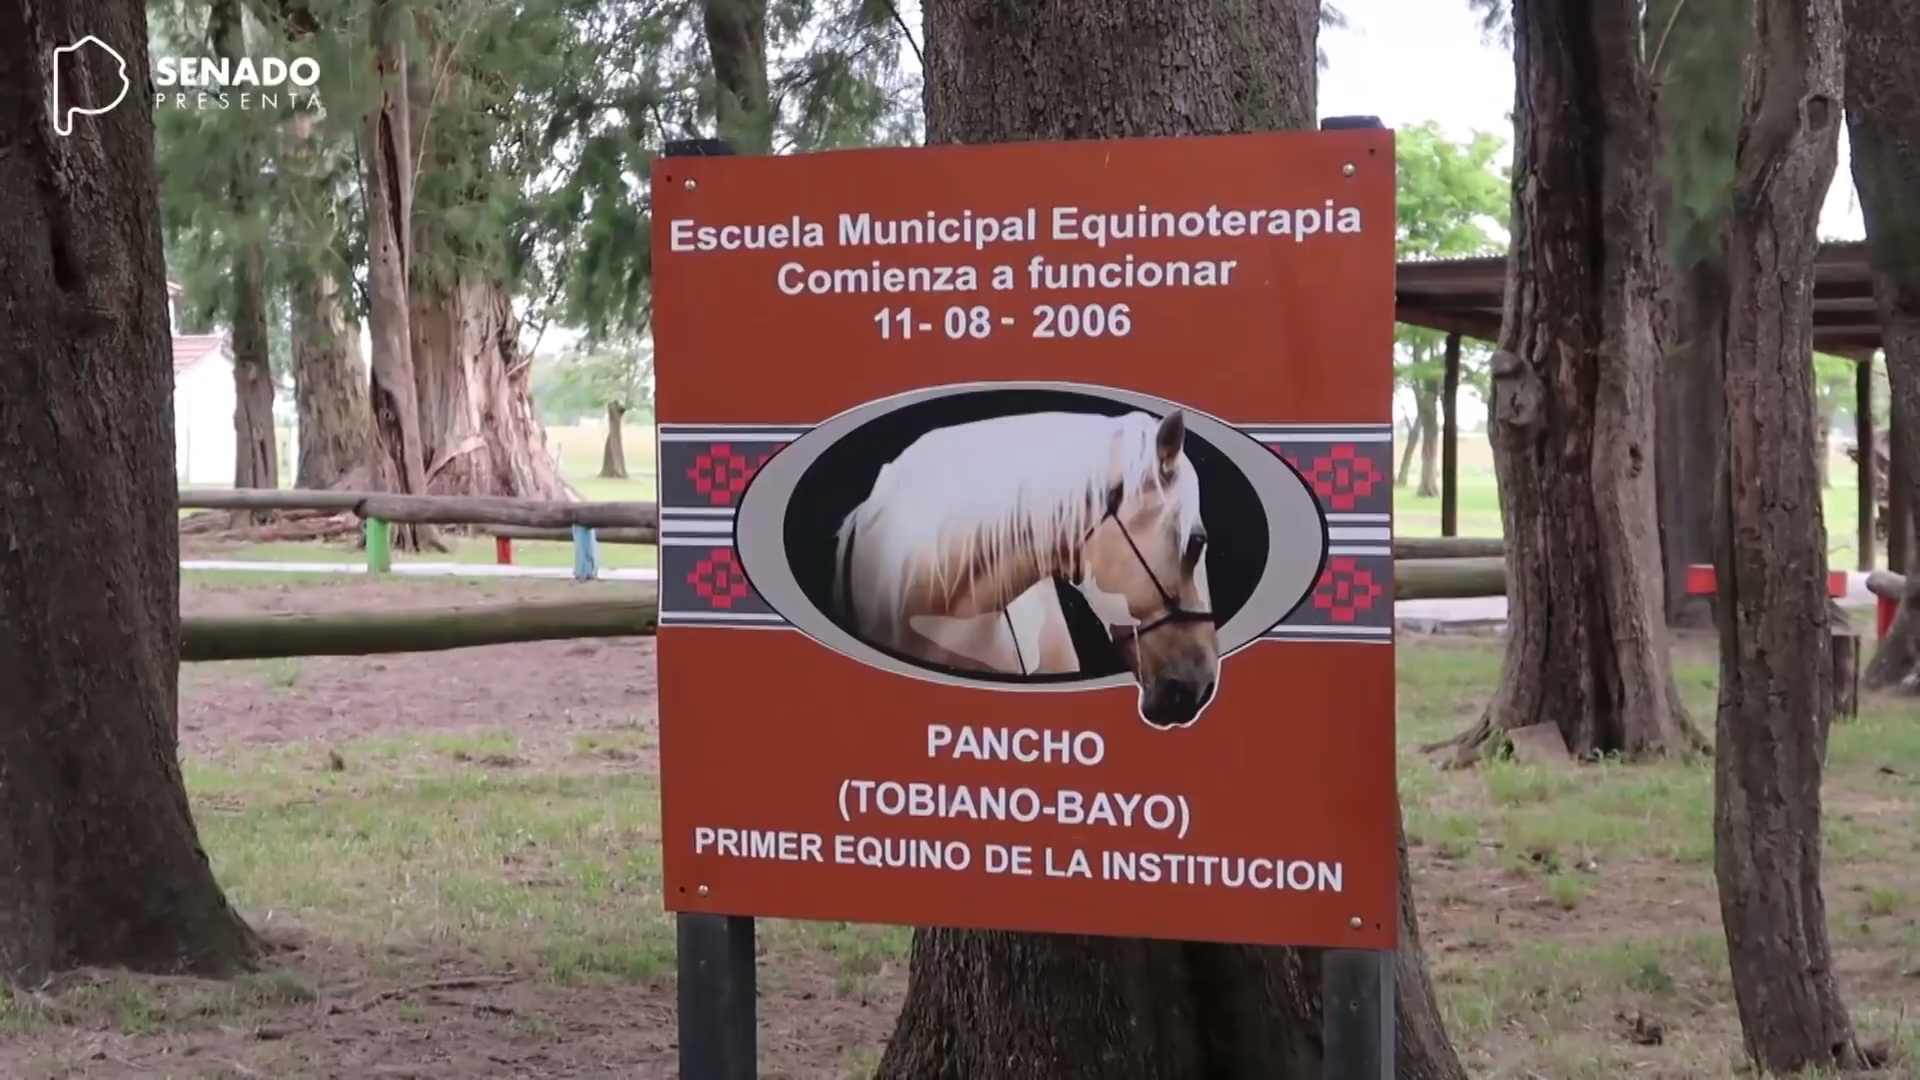 SENADO
PRESENTA
Escuela Municipal Equinoterapia
Comienza a funcionar
11- 08 - 2006
PANCHO
(TOBIANO-BAYO)
PRIMER EQUINO DE LA INSTITUCION